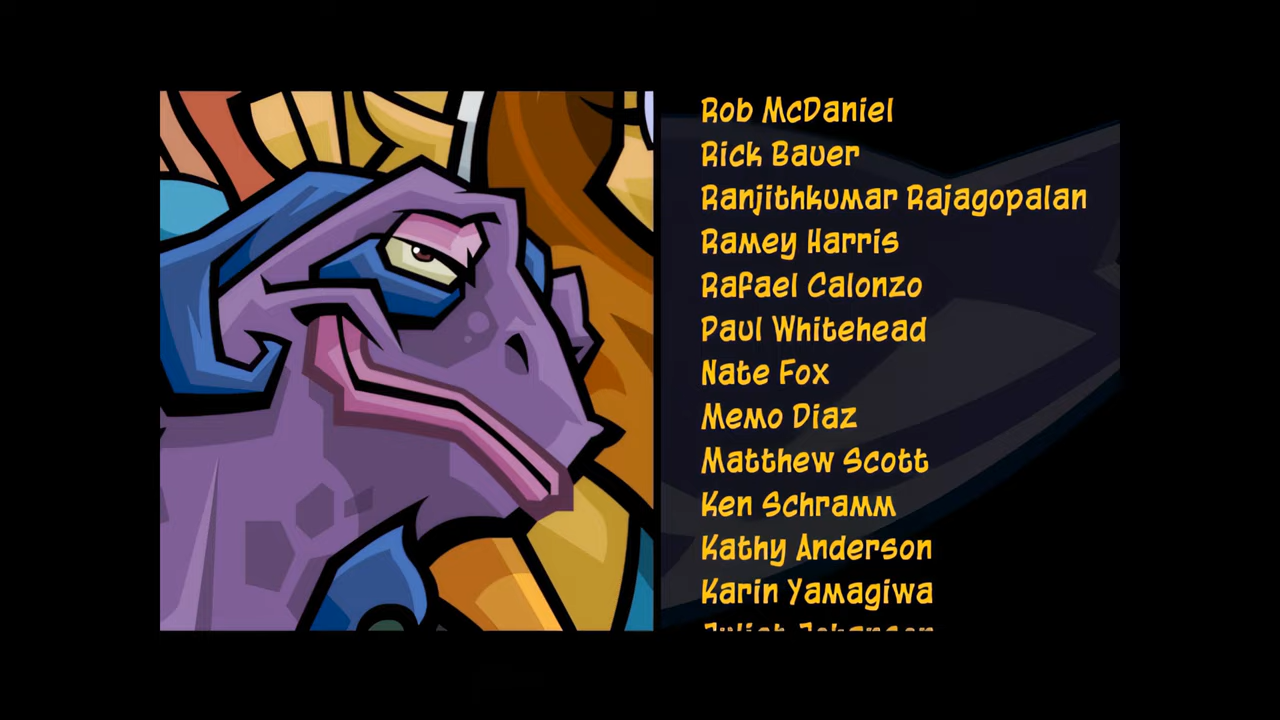 Rob McDaniel
Rick Bauer
Ranjithkumar Rajagopalan
Ramey Harris
Rafael Calonzo
Paul Whitehead
Nate Fox
Memo Diaz
Matthew Scott
Ken Schramm
Kathy Anderson
Karin Yamagiwa